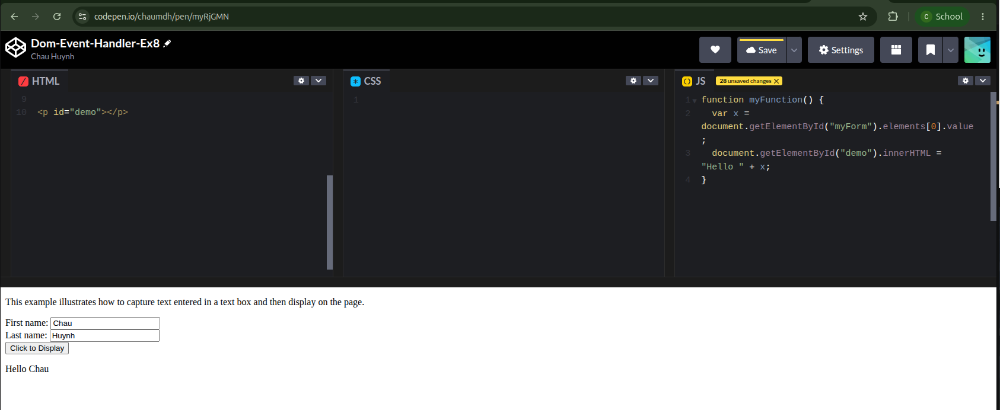 codepen.io/chaumdh/pen/myRjGMN
C School
Dom-Event-Handler-Ex8
Chau Huynh
Save
Settings
HTML
CSS
JS
28 unsaved changes
9
10 <p id="demo"></p>
1
1 function myFunction() {
2 var x =
document.getElementById("myForm").elements[0].value
;
3 document.getElementById("demo").innerHTML =
"Hello " + x;
4 }
This example illustrates how to capture text entered in a text box and then display on the page.
First name: Chau
Last name: Huynh
Click to Display
Hello Chau